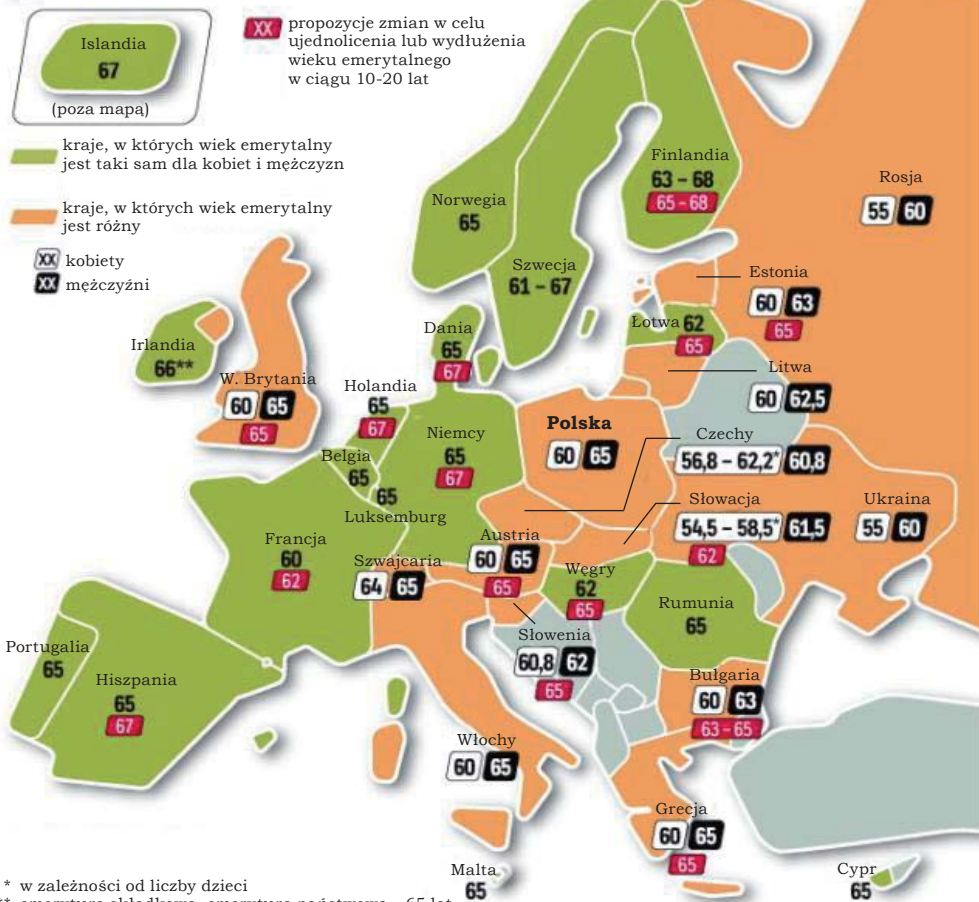 Islandia
67
(poza mapą)
XX propozycje zmian w celu
ujednolicenia lub wydłużenia
wieku emerytalnego
w ciągu 10-20 lat
kraje, w których wiek emerytalny
jest taki sam dla kobiet i mężczyzn
kraje, w których wiek emerytalny
jest różny
XX kobiety
XX mężczyźni
Norwegia
65
Finlandia
63 – 68
65 – 68
Rosja
55 60
Szwecja
61 – 67
Estonia
60 63
65
Łotwa 62
65
Litwa
60 62,5
Dania
65
67
Irlandia
66**
W. Brytania
60 65
65
Holandia
65
67
Belgia
65
65
Luksemburg
Niemcy
65
67
Polska
60 65
Czechy
56,8 – 62,2* 60,8
Słowacja
54,5 – 58,5* 61,5
62
Ukraina
55 60
Francja
60
62
Szwajcaria
64 65
Austria
60 65
65
Węgry
62
65
Rumunia
65
Słowenia
60,8 62
65
Bułgaria
60 63
63 – 65
Portugalia
65
Hiszpania
65
67
Włochy
60 65
Grecja
60 65
65
Malta
65
Cypr
65
* w zależności od liczby dzieci
** emerytura składkowa, emerytura państwowa – 65 lat